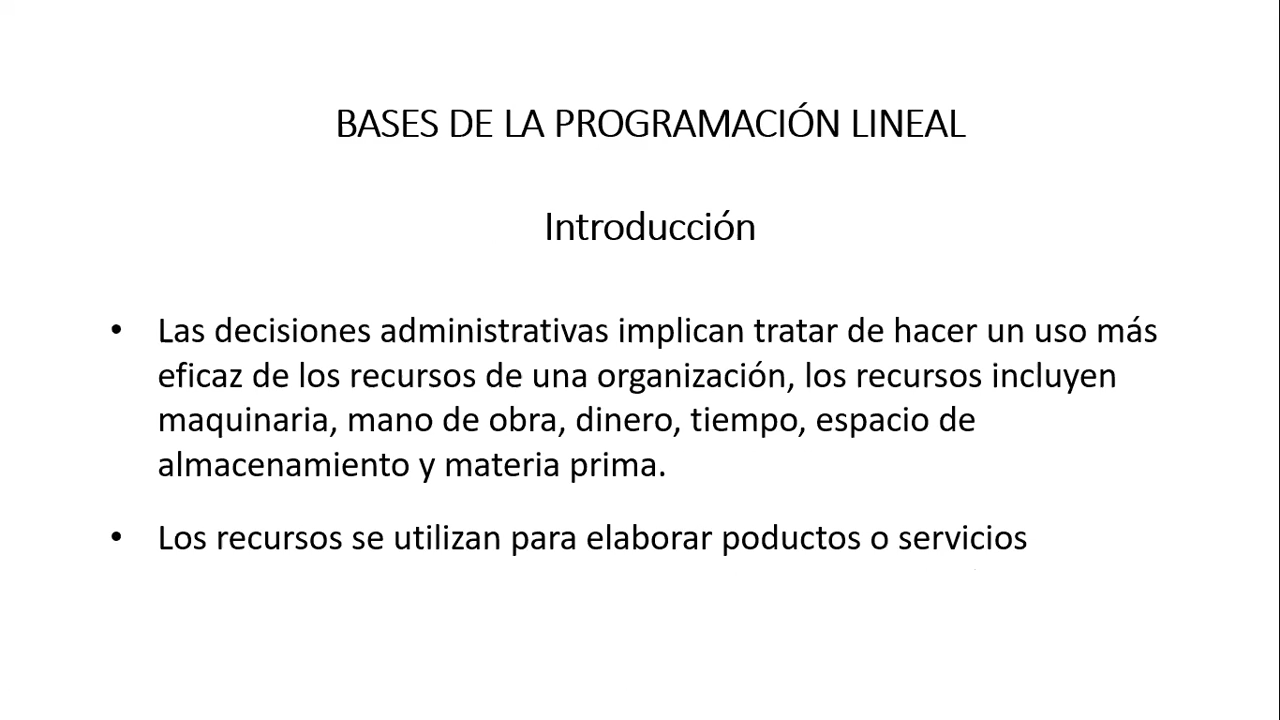 BASES DE LA PROGRAMACIÓN LINEAL
Introducción
• Las decisiones administrativas implican tratar de hacer un uso más
eficaz de los recursos de una organización, los recursos incluyen
maquinaria, mano de obra, dinero, tiempo, espacio de
almacenamiento y materia prima.
• Los recursos se utilizan para elaborar poductos o servicios